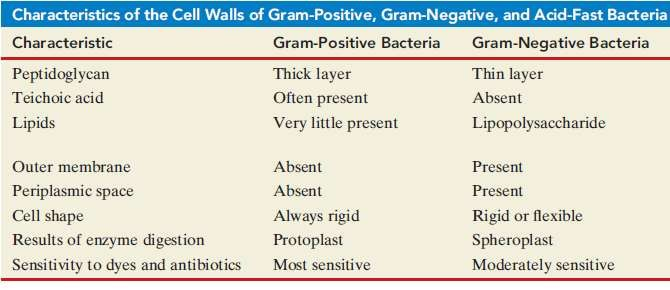 Characteristics of the Cell Walls of Gram-Positive, Gram-Negative, and Acid-Fast Bacteria
Characteristic Gram-Positive Bacteria Gram-Negative Bacteria
Peptidoglycan Thick layer Thin layer
Teichoic acid Often present Absent
Lipids Very little present Lipopolysaccharide
Outer membrane Absent Present
Periplasmic space Absent Present
Cell shape Always rigid Rigid or flexible
Results of enzyme digestion Protoplast Spheroplast
Sensitivity to dyes and antibiotics Most sensitive Moderately sensitive